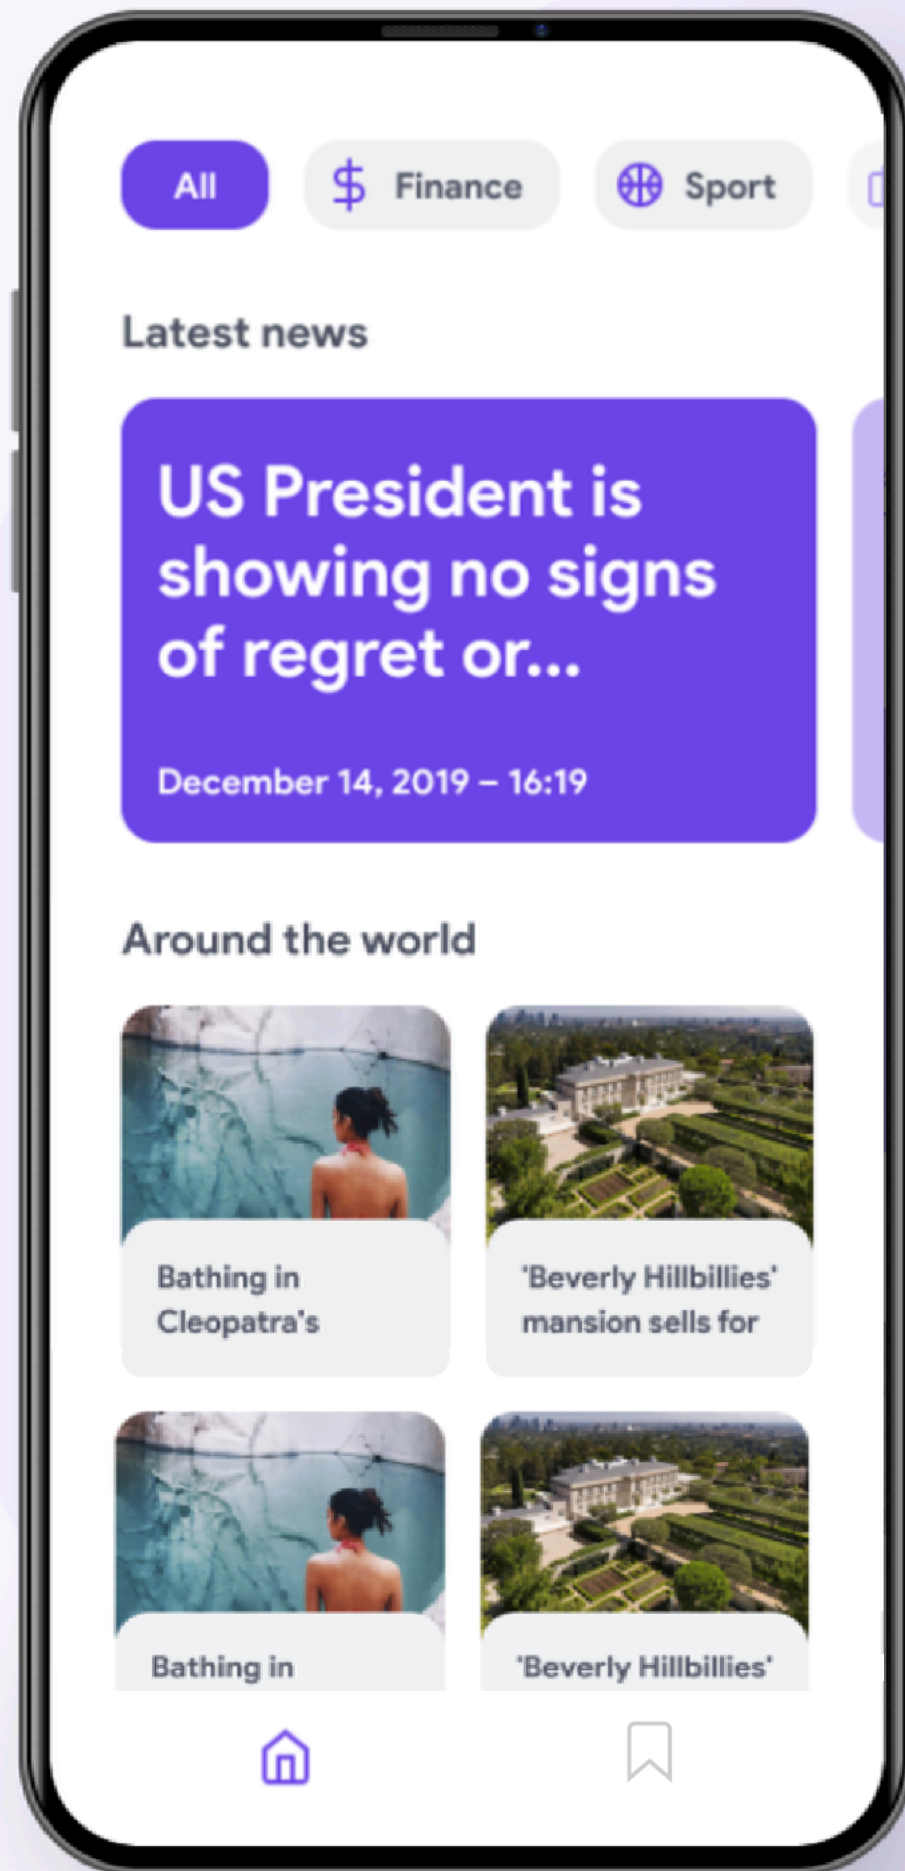 All
Finance
Sport
Latest news
US President is
showing no signs
of regret or...
December 14, 2019 – 16:19
Around the world
Bathing in
Cleopatra's
'Beverly Hillbillies'
mansion sells for
Bathing in
'Beverly Hillbillies'